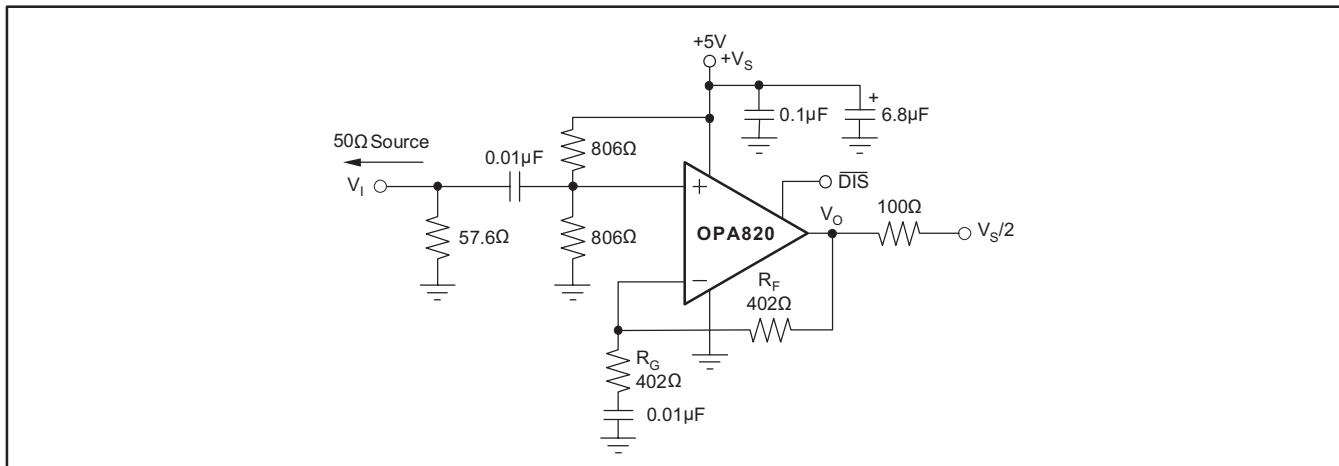 +5V
+V_S
0.1µF
+
6.8µF
50Ω Source
0.01µF
806Ω
V_I
+
D̅I̅S̅
V_O
100Ω
57.6Ω
806Ω
OPA820
V_S/2
−
R_F
402Ω
R_G
402Ω
0.01µF